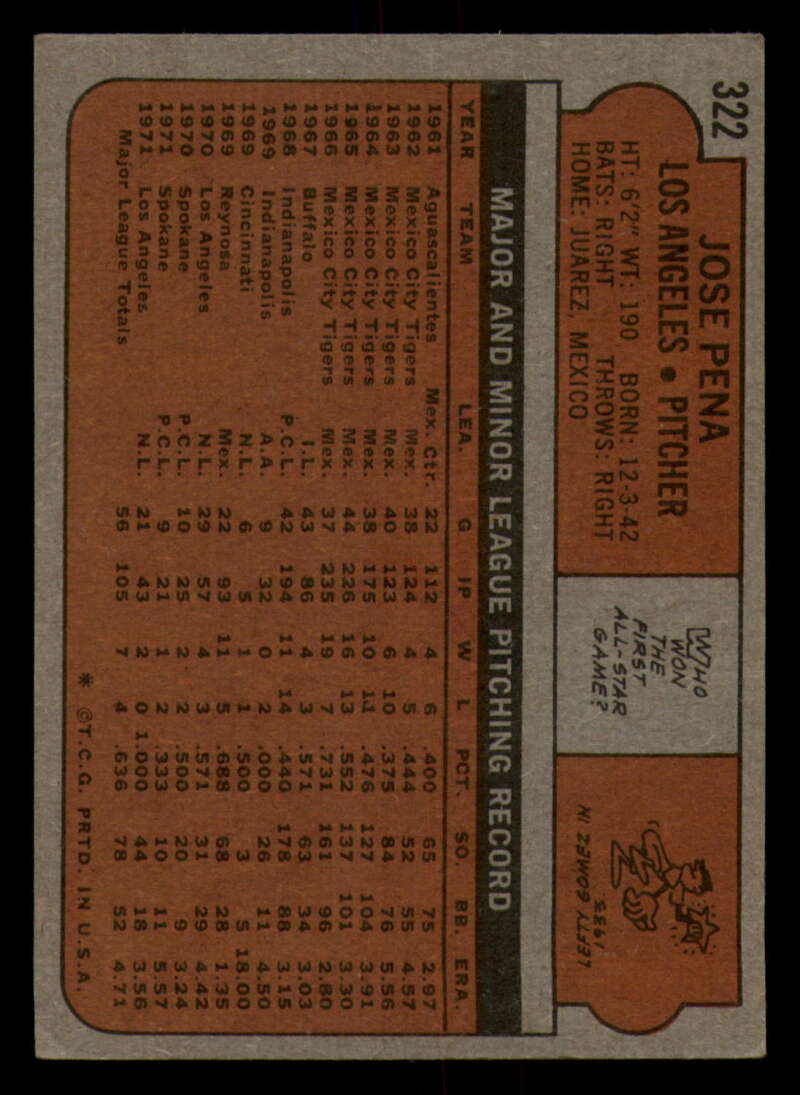 322
JOSE PENA
LOS ANGELES • PITCHER
HT: 6'2" WT: 190 BORN: 12-3-42
BATS: RIGHT THROWS: RIGHT
HOME: JUAREZ, MEXICO
WHO
WON
THE
FIRST
ALL-STAR
GAME?
LEFTY GOMEZ IN
1933
MAJOR AND MINOR LEAGUE PITCHING RECORD
YEAR TEAM LEA. G IP W L PCT. SO. BB. ERA.
1961 Aguascalientes Mex. Ctr. 22 112 4 6 .400 65 75 2.97
1962 Mexico City Tigers Mex. 38 124 4 5 .444 52 55 4.57
1963 Mexico City Tigers Mex. 40 123 6 10 .375 84 76 5.56
1964 Mexico City Tigers Mex. 38 175 10 11 .476 127 104 3.91
1965 Mexico City Tigers Mex. 44 226 16 13 .552 137 101 3.30
1966 Mexico City Tigers Mex. 37 235 19 7 .731 161 96 2.80
1967 Buffalo I.L. 43 86 4 3 .571 63 34 3.03
1968 Indianapolis P.C.L. 42 194 11 14 .440 178 88 3.15
1969 Indianapolis A.A. 9 32 0 2 .000 26 11 4.50
1969 Cincinnati N.L. 6 5 1 1 .500 3 5 18.00
1969 Reynosa Mex. 22 93 11 5 .688 68 28 1.35
1970 Los Angeles N.L. 29 57 4 3 .571 31 29 4.42
1970 Spokane P.C.L. 10 25 2 2 .500 20 9 3.24
1971 Spokane P.C.L. 9 21 1 2 .333 10 11 5.57
1971 Los Angeles N.L. 21 43 2 0 1.000 44 18 3.56
Major League Totals 56 105 7 4 .636 78 52 4.71
* ©T.C.G. PRTD. IN U.S.A.